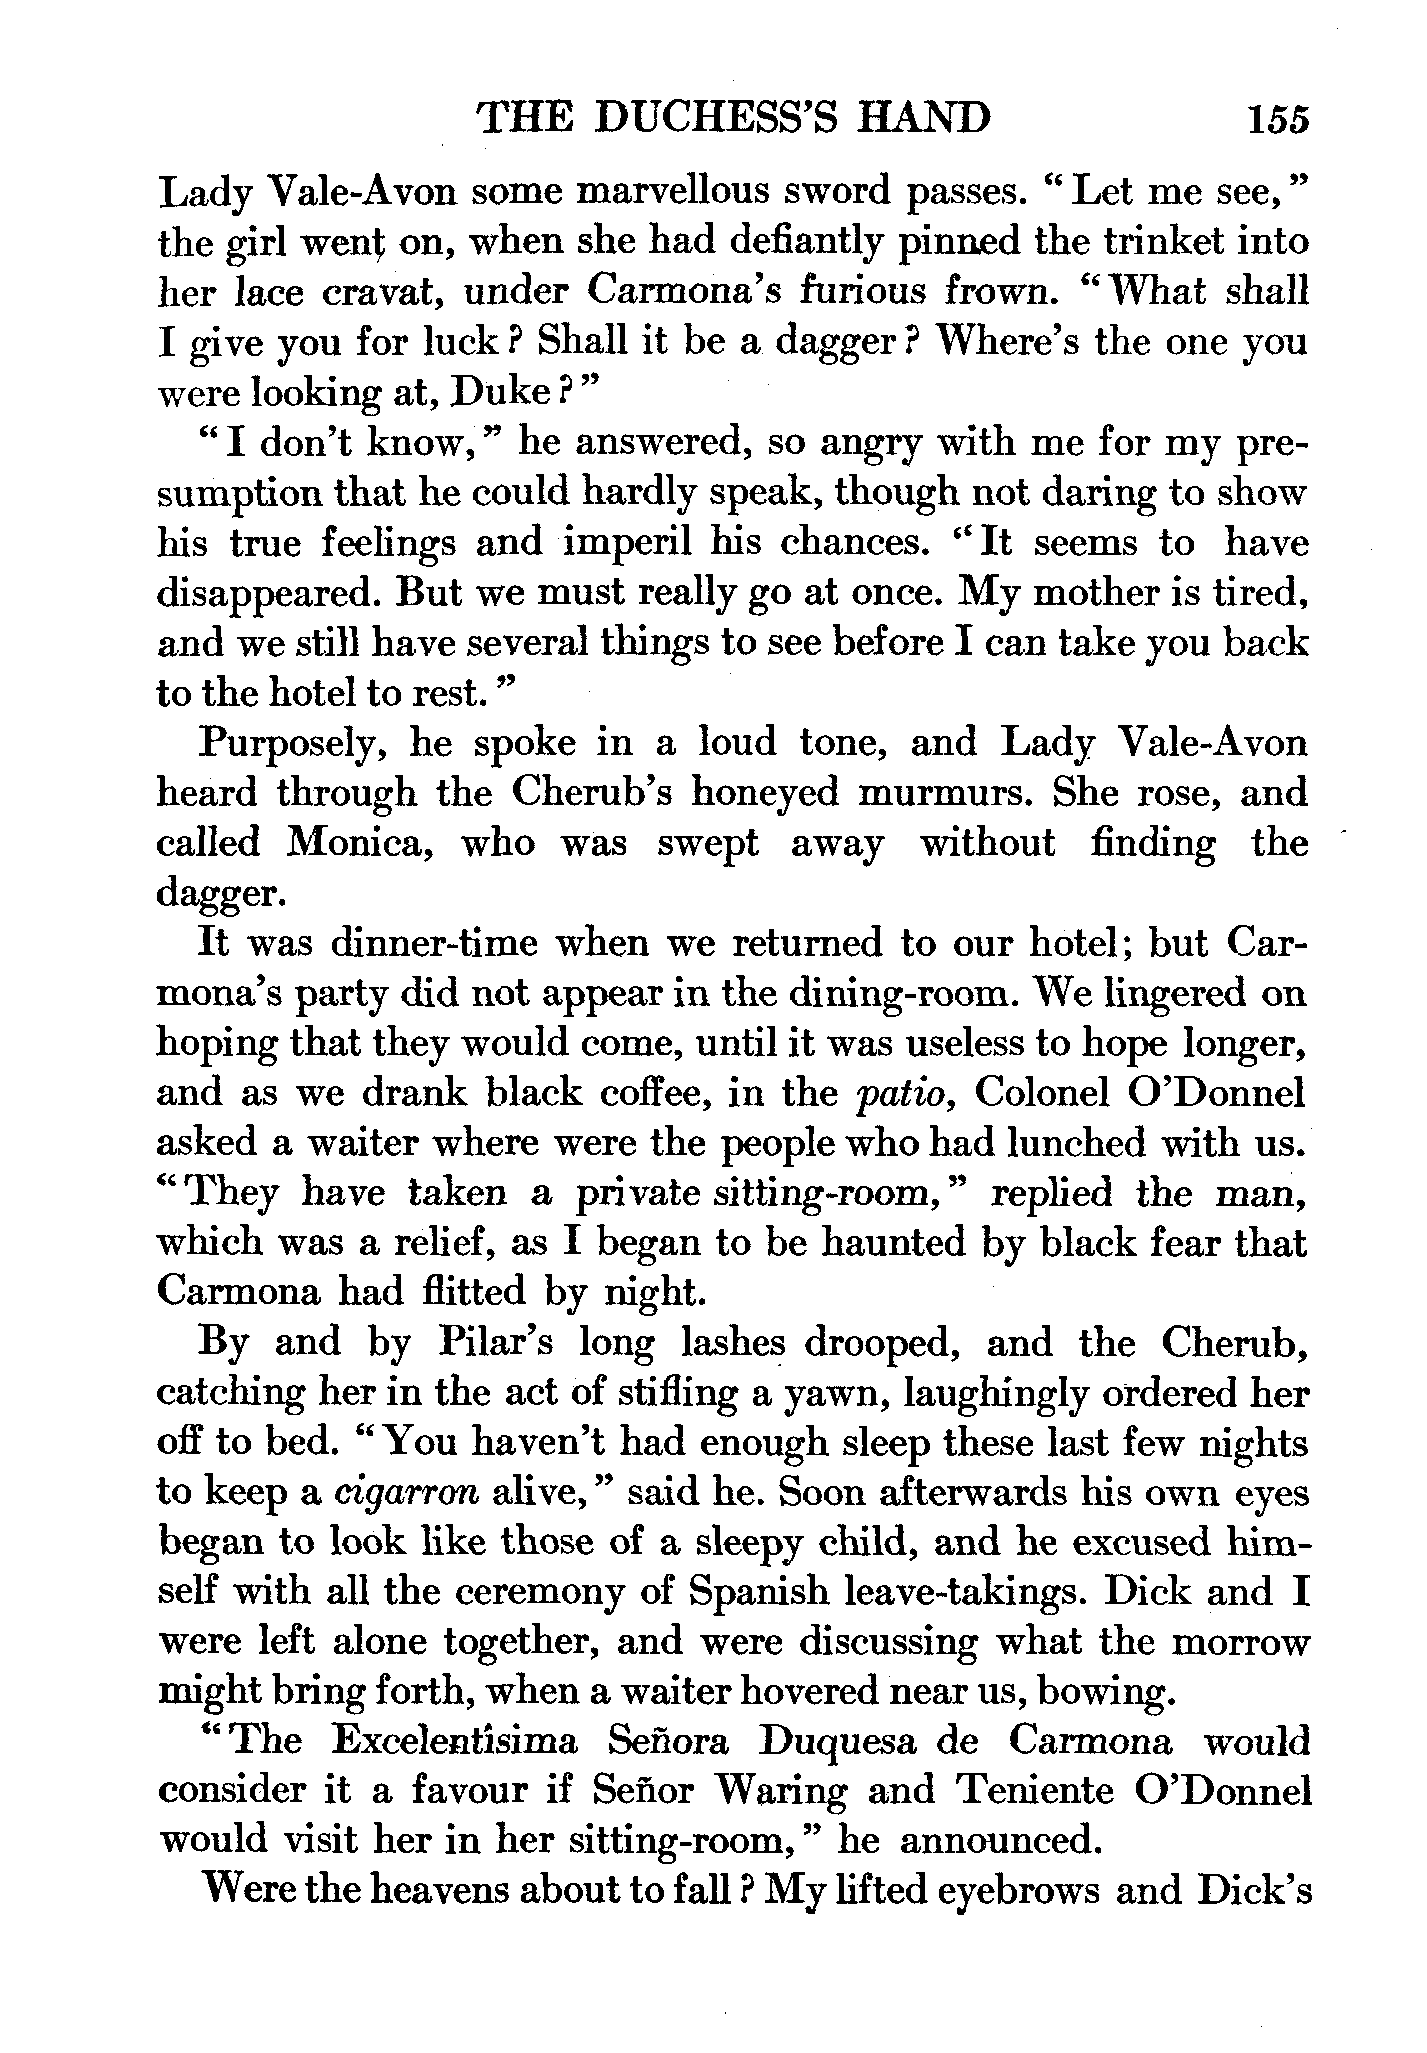 THE DUCHESS'S HAND 155
Lady Vale-Avon some marvellous sword passes. "Let me see,"
the girl went on, when she had defiantly pinned the trinket into
her lace cravat, under Carmona's furious frown. "What shall
I give you for luck? Shall it be a dagger? Where's the one you
were looking at, Duke?"
"I don't know," he answered, so angry with me for my pre-
sumption that he could hardly speak, though not daring to show
his true feelings and imperil his chances. "It seems to have
disappeared. But we must really go at once. My mother is tired,
and we still have several things to see before I can take you back
to the hotel to rest."
Purposely, he spoke in a loud tone, and Lady Vale-Avon
heard through the Cherub's honeyed murmurs. She rose, and
called Monica, who was swept away without finding the
dagger.
It was dinner-time when we returned to our hotel; but Car-
mona's party did not appear in the dining-room. We lingered on
hoping that they would come, until it was useless to hope longer,
and as we drank black coffee, in the patio, Colonel O'Donnel
asked a waiter where were the people who had lunched with us.
"They have taken a private sitting-room," replied the man,
which was a relief, as I began to be haunted by black fear that
Carmona had flitted by night.
By and by Pilar's long lashes drooped, and the Cherub,
catching her in the act of stifling a yawn, laughingly ordered her
off to bed. "You haven't had enough sleep these last few nights
to keep a cigarron alive," said he. Soon afterwards his own eyes
began to look like those of a sleepy child, and he excused him-
self with all the ceremony of Spanish leave-takings. Dick and I
were left alone together, and were discussing what the morrow
might bring forth, when a waiter hovered near us, bowing.
"The Excelentîsima Señora Duquesa de Carmona would
consider it a favour if Señor Waring and Teniente O'Donnel
would visit her in her sitting-room," he announced.
Were the heavens about to fall? My lifted eyebrows and Dick's